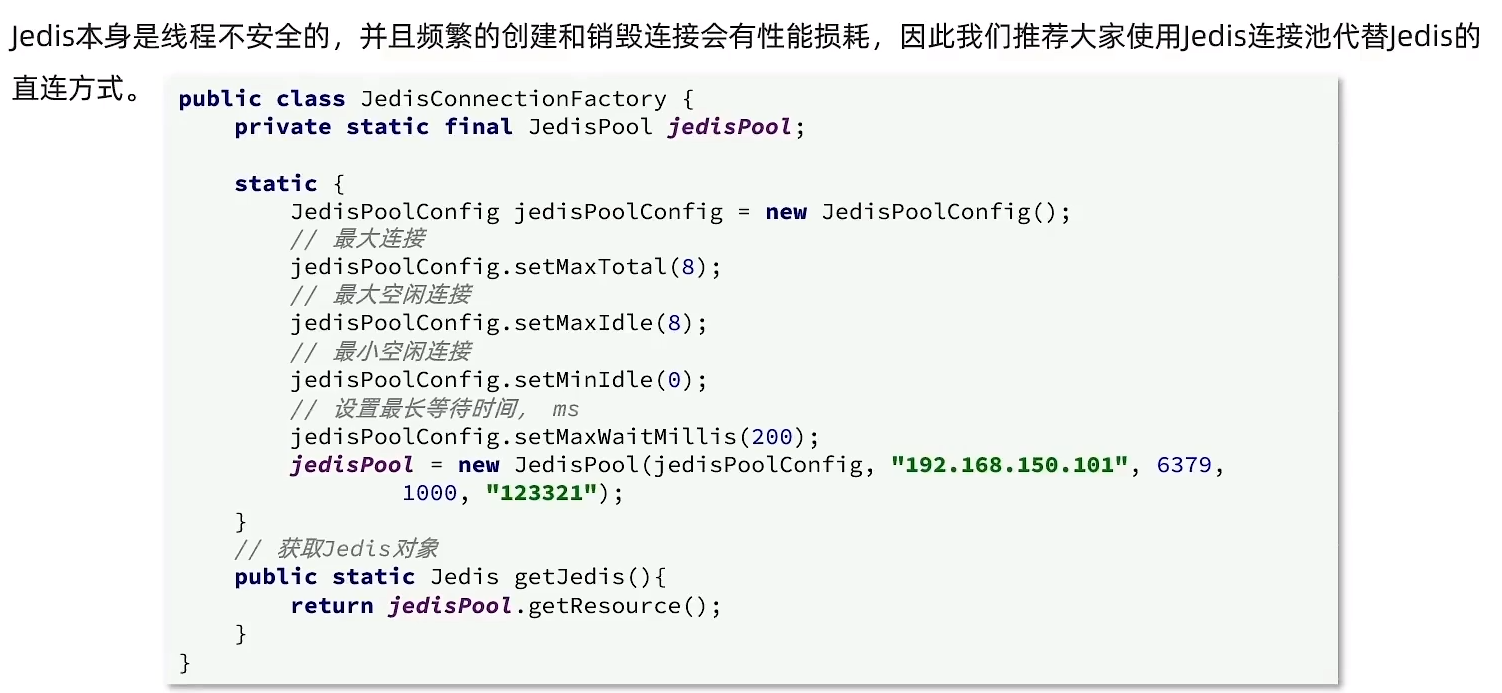 Jedis本身是线程不安全的，并且频繁的创建和销毁连接会有性能损耗，因此我们推荐大家使用Jedis连接池代替Jedis的
直连方式。
public class JedisConnectionFactory {
    private static final JedisPool jedisPool;

    static {
        JedisPoolConfig jedisPoolConfig = new JedisPoolConfig();
        // 最大连接
        jedisPoolConfig.setMaxTotal(8);
        // 最大空闲连接
        jedisPoolConfig.setMaxIdle(8);
        // 最小空闲连接
        jedisPoolConfig.setMinIdle(0);
        // 设置最长等待时间， ms
        jedisPoolConfig.setMaxWaitMillis(200);
        jedisPool = new JedisPool(jedisPoolConfig, "192.168.150.101", 6379,
                1000, "123321");
    }
    // 获取Jedis对象
    public static Jedis getJedis(){
        return jedisPool.getResource();
    }
}